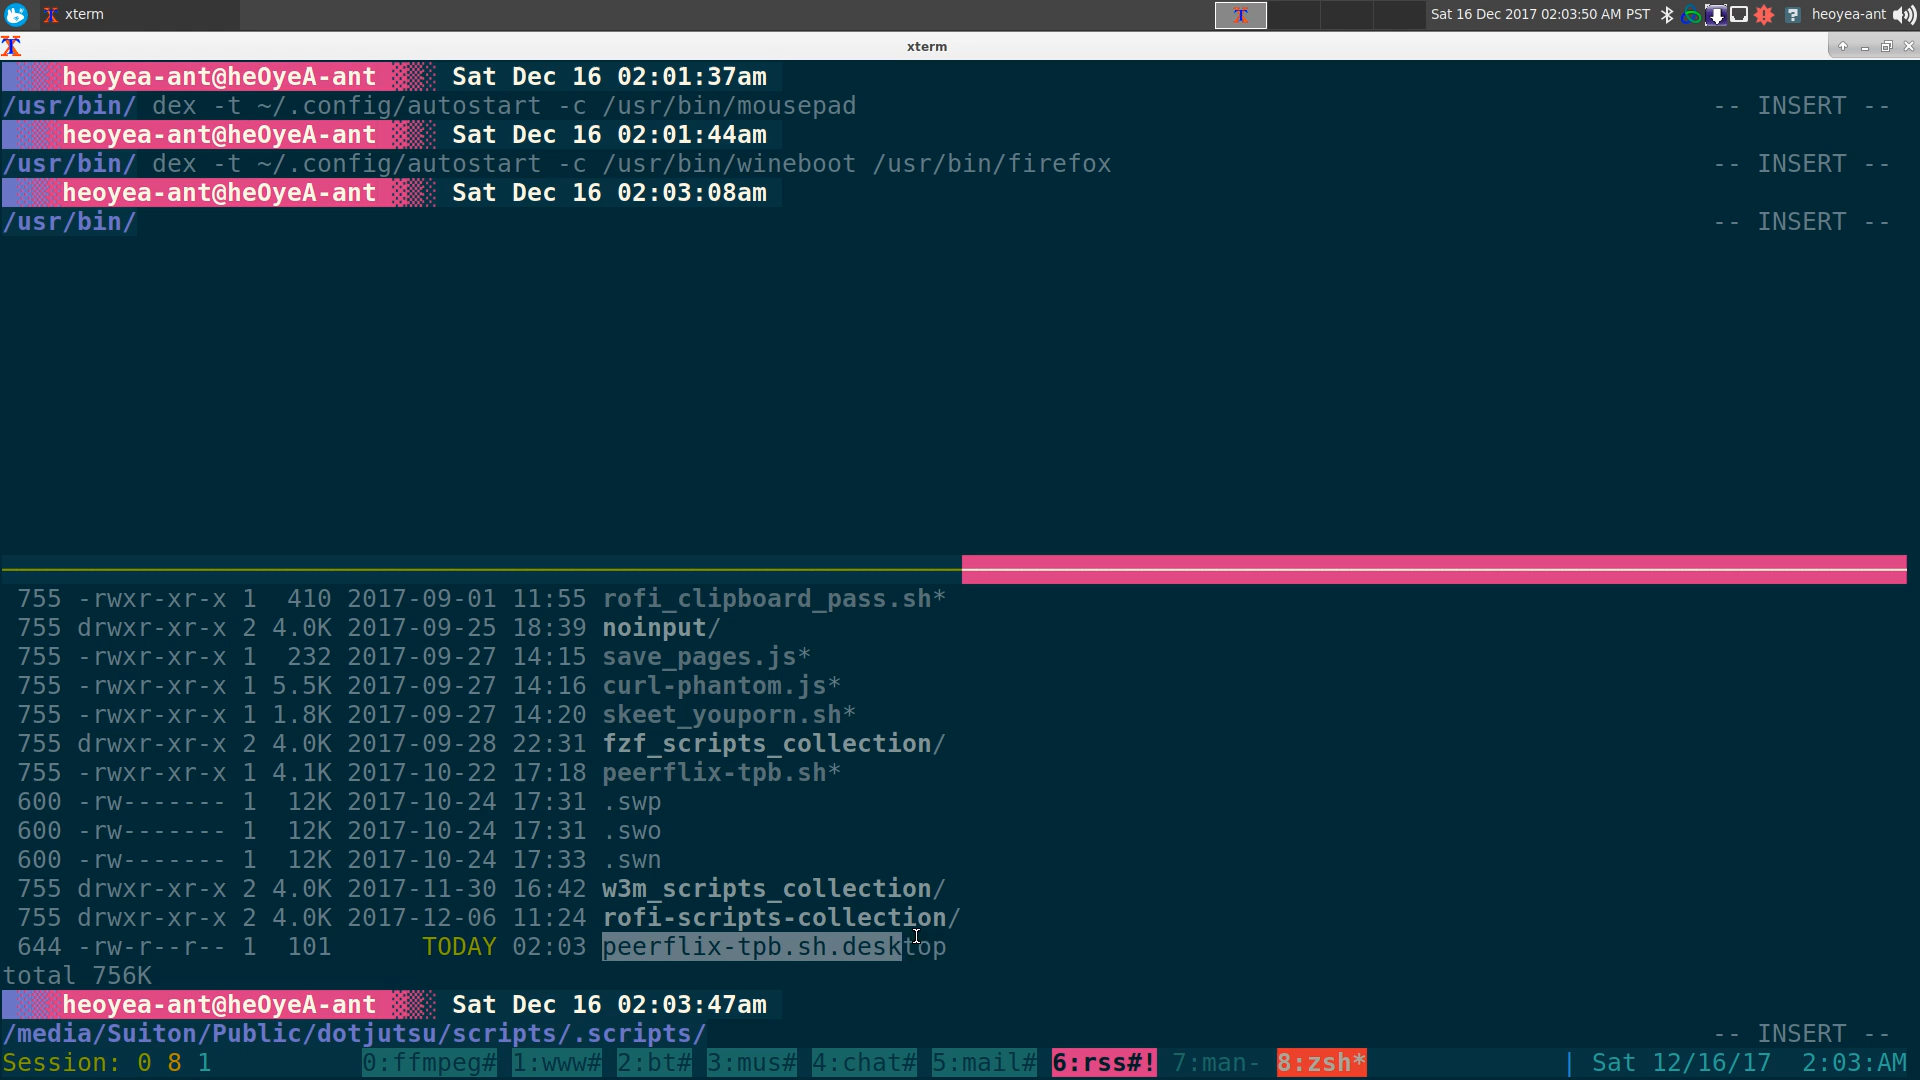 xterm
Sat 16 Dec 2017 02:03:50 AM PST
heoyea-ant
xterm
heoyea-ant@heOyeA-ant Sat Dec 16 02:01:37am
/usr/bin/ dex -t ~/.config/autostart -c /usr/bin/mousepad -- INSERT --
heoyea-ant@heOyeA-ant Sat Dec 16 02:01:44am
/usr/bin/ dex -t ~/.config/autostart -c /usr/bin/wineboot /usr/bin/firefox -- INSERT --
heoyea-ant@heOyeA-ant Sat Dec 16 02:03:08am
/usr/bin/ -- INSERT --
755 -rwxr-xr-x 1 410 2017-09-01 11:55 rofi_clipboard_pass.sh*
755 drwxr-xr-x 2 4.0K 2017-09-25 18:39 noinput/
755 -rwxr-xr-x 1 232 2017-09-27 14:15 save_pages.js*
755 -rwxr-xr-x 1 5.5K 2017-09-27 14:16 curl-phantom.js*
755 -rwxr-xr-x 1 1.8K 2017-09-27 14:20 skeet_youporn.sh*
755 drwxr-xr-x 2 4.0K 2017-09-28 22:31 fzf_scripts_collection/
755 -rwxr-xr-x 1 4.1K 2017-10-22 17:18 peerflix-tpb.sh*
600 -rw------- 1 12K 2017-10-24 17:31 .swp
600 -rw------- 1 12K 2017-10-24 17:31 .swo
600 -rw------- 1 12K 2017-10-24 17:33 .swn
755 drwxr-xr-x 2 4.0K 2017-11-30 16:42 w3m_scripts_collection/
755 drwxr-xr-x 2 4.0K 2017-12-06 11:24 rofi-scripts-collection/
644 -rw-r--r-- 1 101 TODAY 02:03 peerflix-tpb.sh.desktop
total 756K
heoyea-ant@heOyeA-ant Sat Dec 16 02:03:47am
/media/Suiton/Public/dotjutsu/scripts/.scripts/ -- INSERT --
Session: 0 8 1 0:ffmpeg# 1:www# 2:bt# 3:mus# 4:chat# 5:mail# 6:rss#! 7:man- 8:zsh* | Sat 12/16/17 2:03:AM